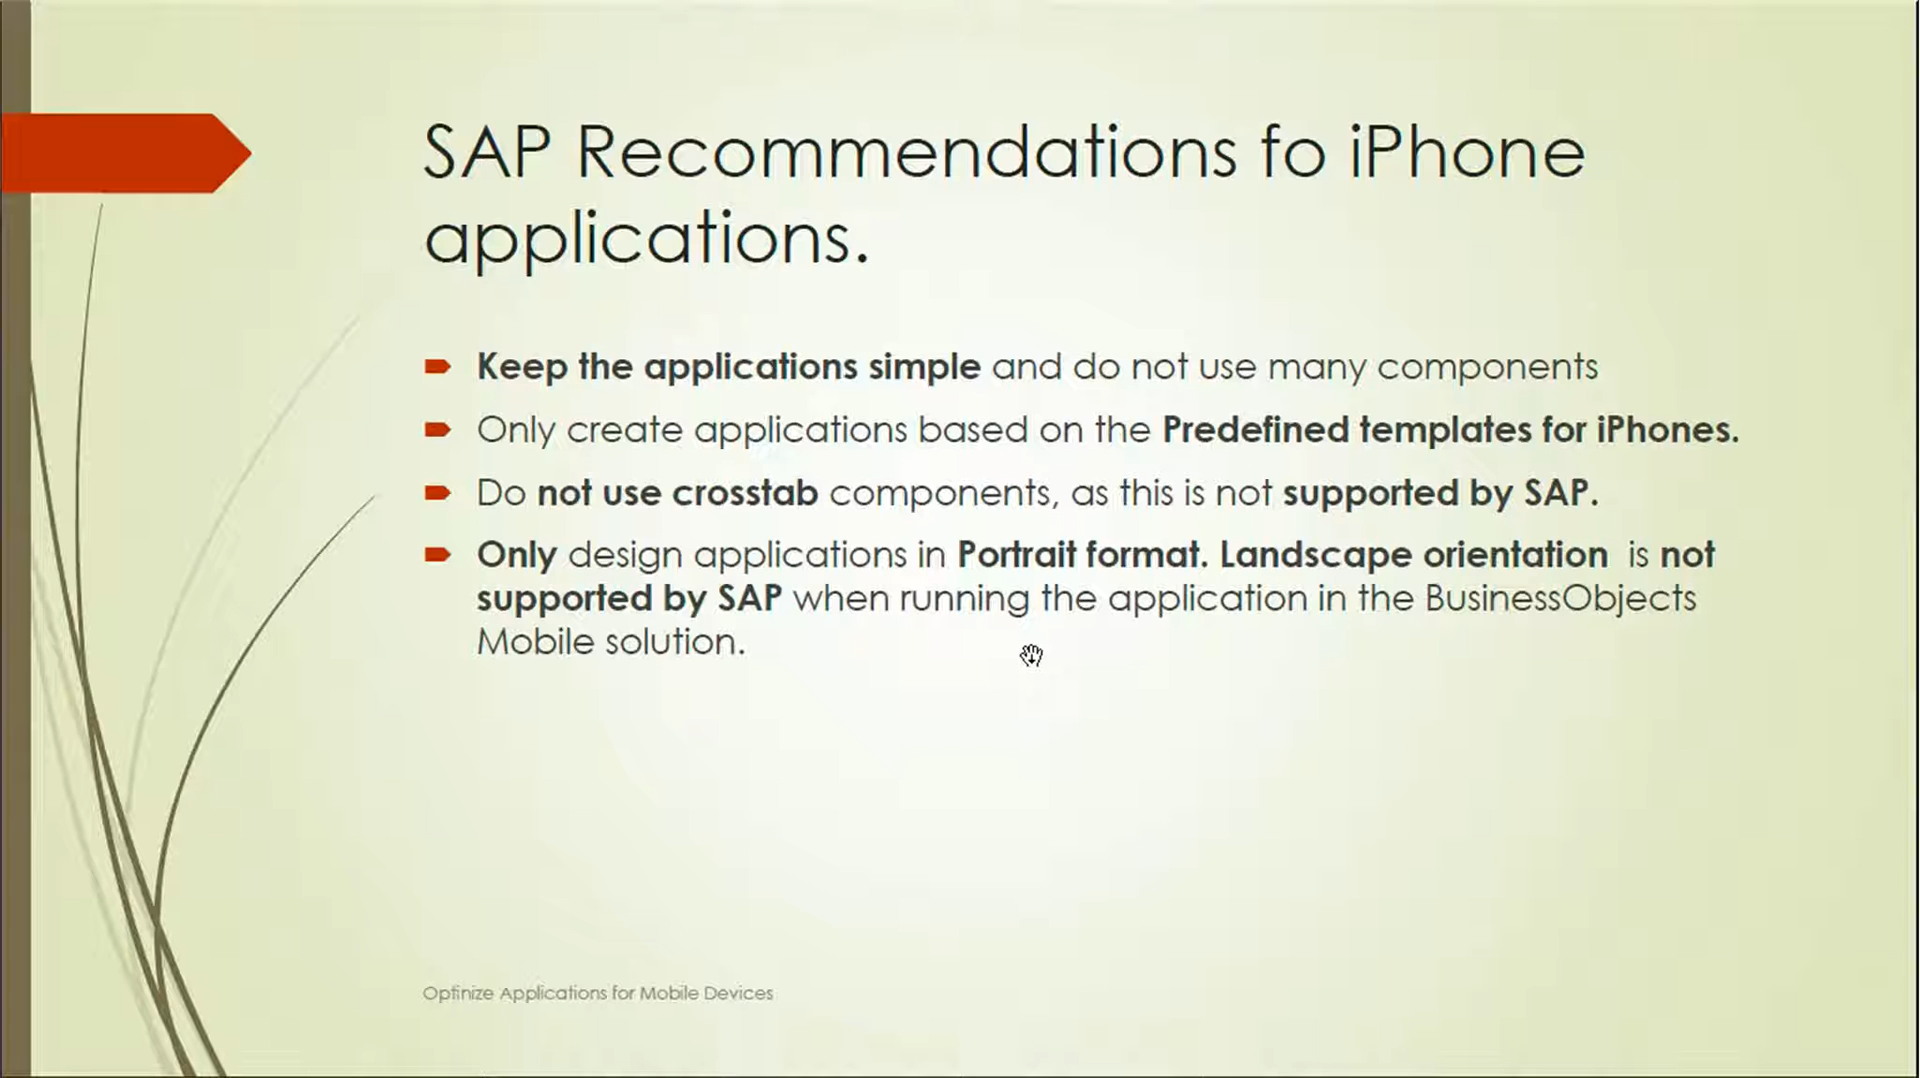 SAP Recommendations fo iPhone
applications.
Keep the applications simple and do not use many components
Only create applications based on the Predefined templates for iPhones.
Do not use crosstab components, as this is not supported by SAP.
Only design applications in Portrait format. Landscape orientation is not
supported by SAP when running the application in the BusinessObjects
Mobile solution.
Optinize Applications for Mobile Devices